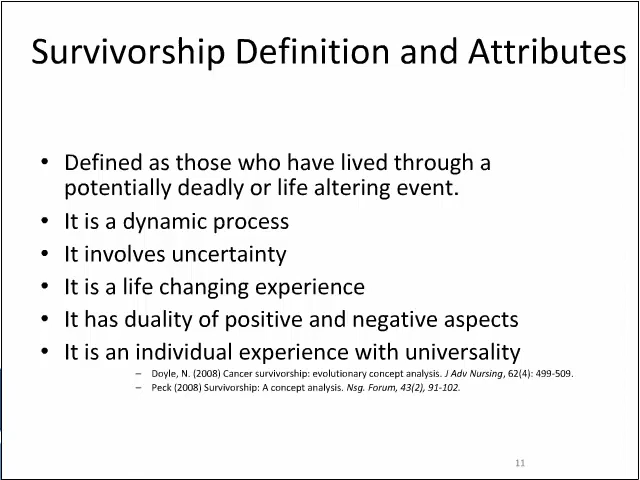 Survivorship Definition and Attributes
• Defined as those who have lived through a
potentially deadly or life altering event.
• It is a dynamic process
• It involves uncertainty
• It is a life changing experience
• It has duality of positive and negative aspects
• It is an individual experience with universality
– Doyle, N. (2008) Cancer survivorship: evolutionary concept analysis. J Adv Nursing, 62(4): 499-509.
– Peck (2008) Survivorship: A concept analysis. Nsg. Forum, 43(2), 91-102.
11